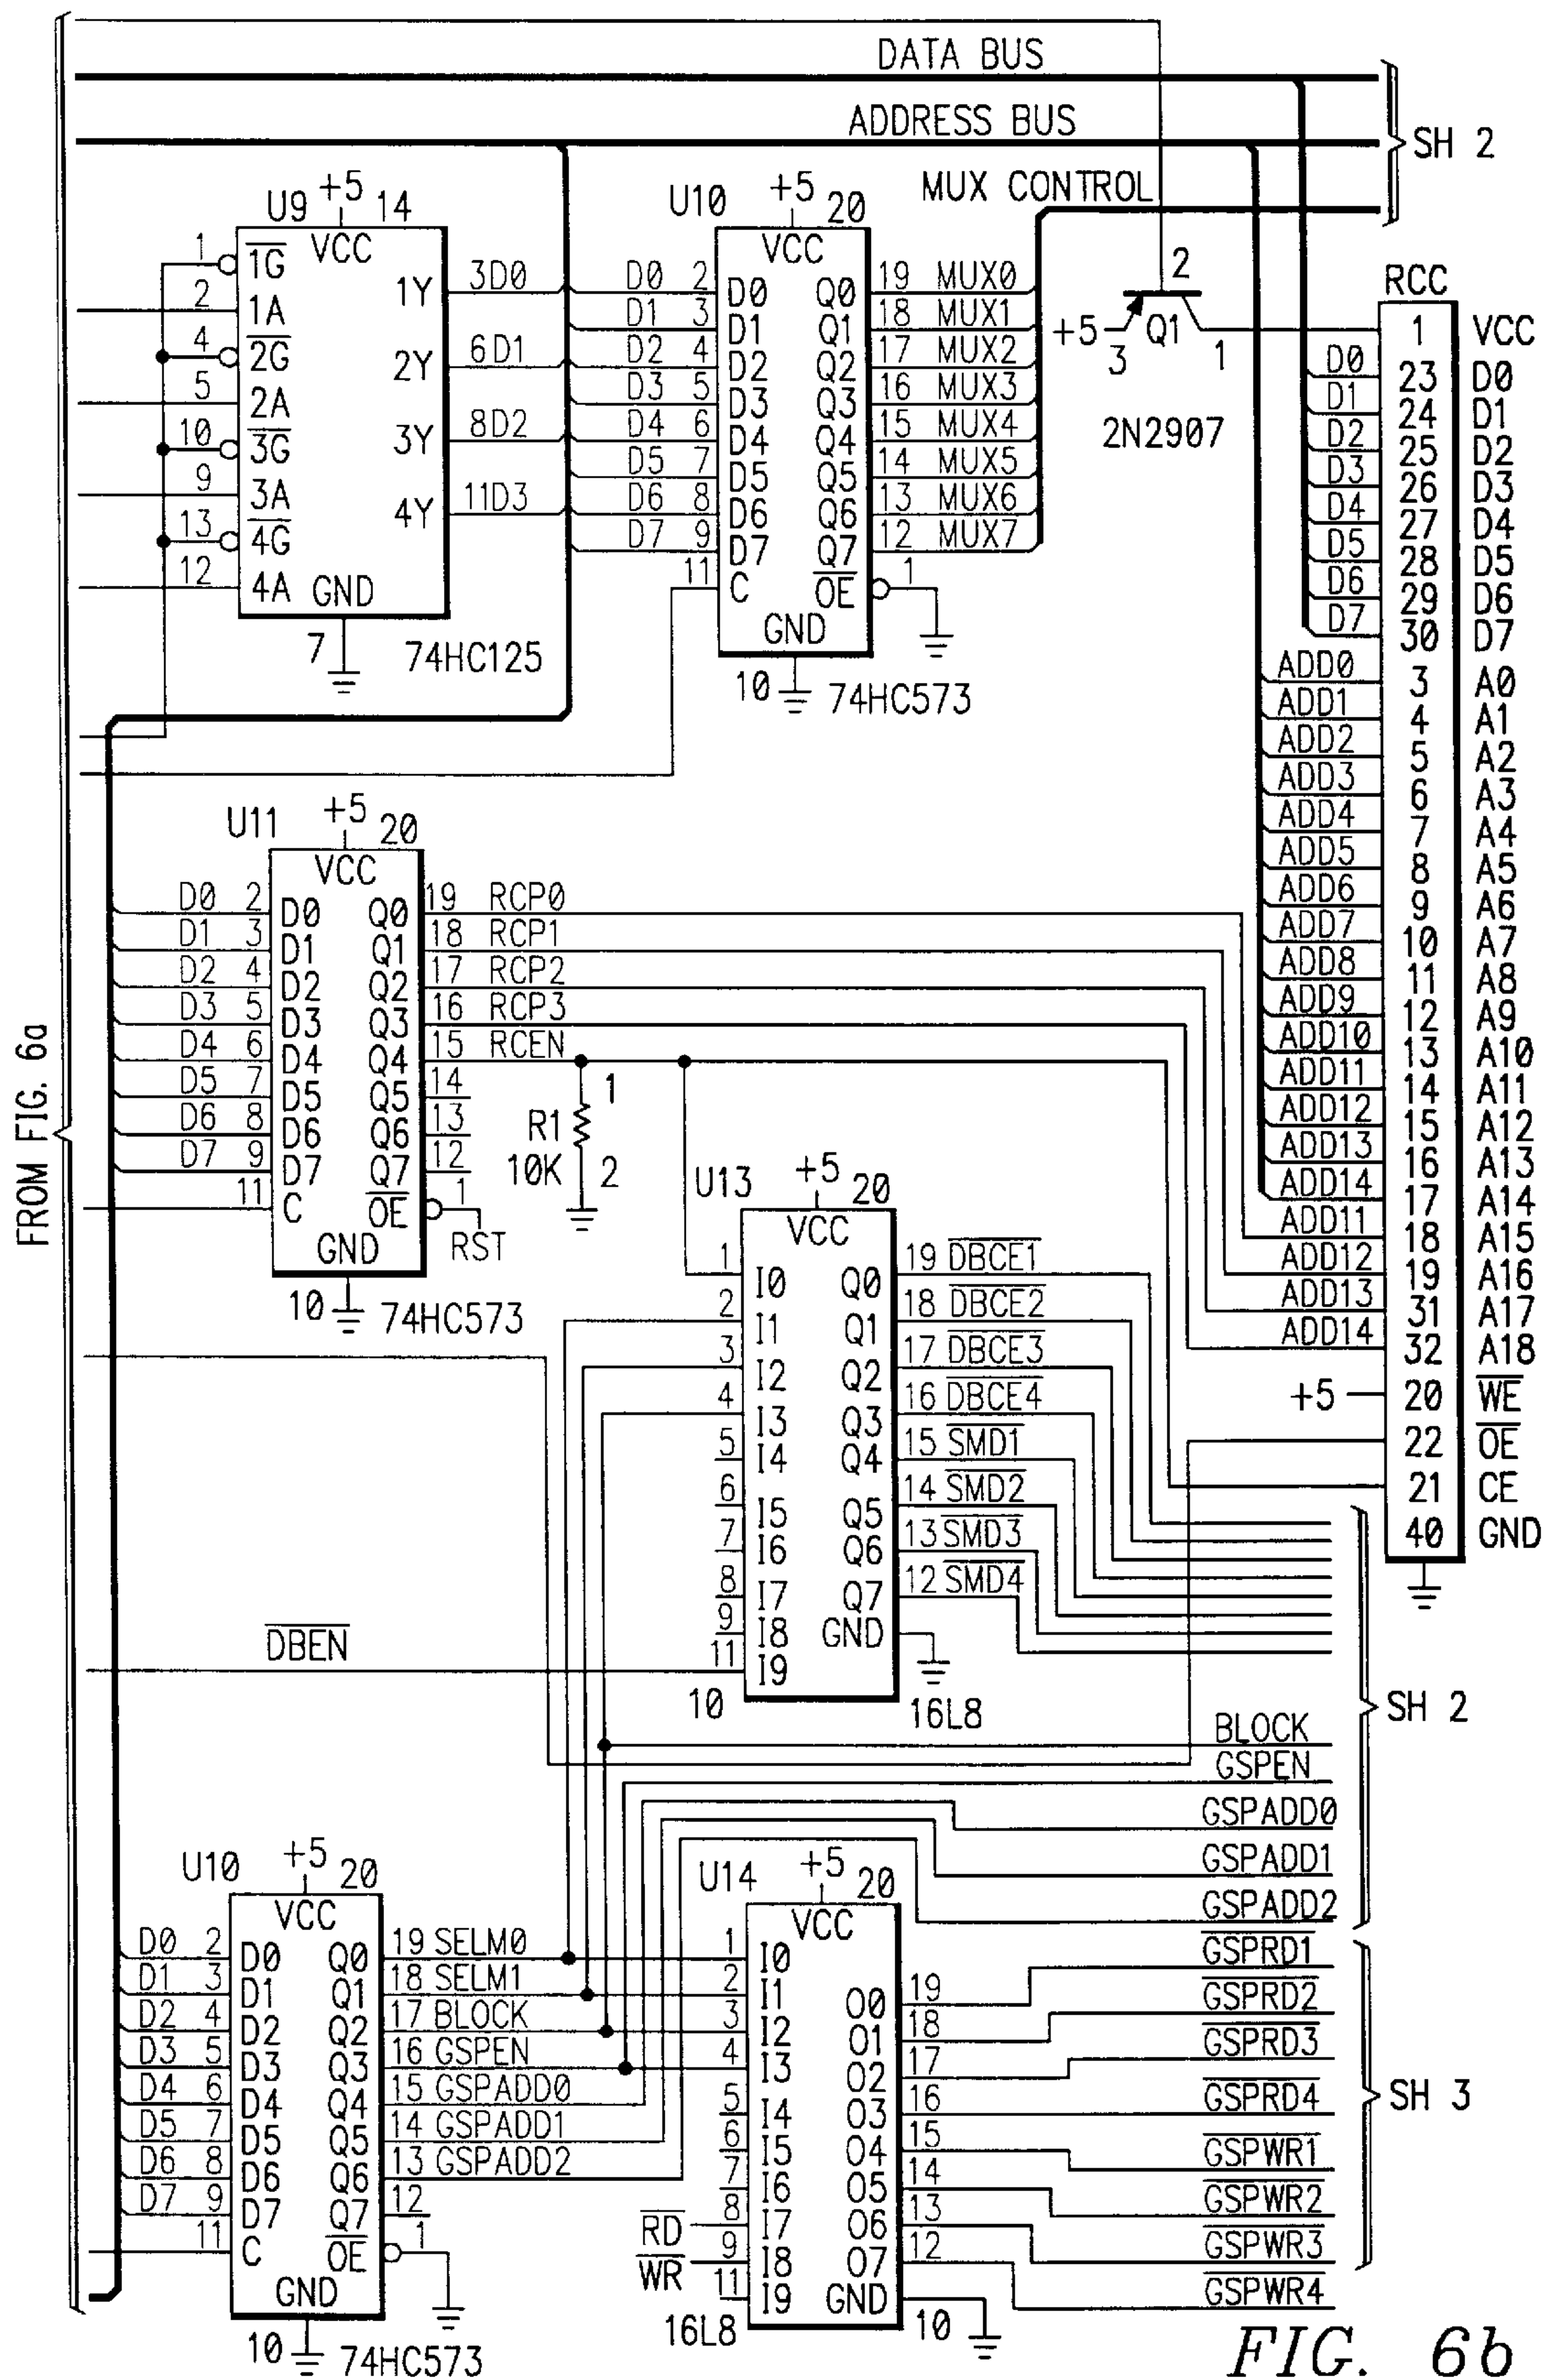 DATA BUS
ADDRESS BUS
SH 2
MUX CONTROL
FROM FIG. 6a
U9 +5 14
VCC
1 1G
2 1A
4 2G
5 2A
10 3G
9 3A
13 4G
12 4A
1Y 3D0
2Y 6D1
3Y 8D2
4Y 11D3
GND
7
74HC125
U10 +5 20
VCC
D0 2 D0 Q0 19 MUX0
D1 3 D1 Q1 18 MUX1
D2 4 D2 Q2 17 MUX2
D3 5 D3 Q3 16 MUX3
D4 6 D4 Q4 15 MUX4
D5 7 D5 Q5 14 MUX5
D6 8 D6 Q6 13 MUX6
D7 9 D7 Q7 12 MUX7
11 C OE 1
GND
10 74HC573
2
+5 Q1
3 1
2N2907
RCC
1 VCC
D0 23 D0
D1 24 D1
D2 25 D2
D3 26 D3
D4 27 D4
D5 28 D5
D6 29 D6
D7 30 D7
ADD0 3 A0
ADD1 4 A1
ADD2 5 A2
ADD3 6 A3
ADD4 7 A4
ADD5 8 A5
ADD6 9 A6
ADD7 10 A7
ADD8 11 A8
ADD9 12 A9
ADD10 13 A10
ADD11 14 A11
ADD12 15 A12
ADD13 16 A13
ADD14 17 A14
ADD11 18 A15
ADD12 19 A16
ADD13 31 A17
ADD14 32 A18
+5 20 WE
22 OE
21 CE
40 GND
U11 +5 20
VCC
D0 2 D0 Q0 19 RCP0
D1 3 D1 Q1 18 RCP1
D2 4 D2 Q2 17 RCP2
D3 5 D3 Q3 16 RCP3
D4 6 D4 Q4 15 RCEN
D5 7 D5 Q5 14
D6 8 D6 Q6 13
D7 9 D7 Q7 12
11 C OE 1
RST
GND
10 74HC573
1
R1
10K 2
U13 +5 20
VCC
1 I0 Q0 19 DBCE1
2 I1 Q1 18 DBCE2
3 I2 Q2 17 DBCE3
4 I3 Q3 16 DBCE4
5 I4 Q4 15 SMD1
6 I5 Q5 14 SMD2
7 I6 Q6 13 SMD3
8 I7 Q7 12 SMD4
9 I8 GND
11 I9
10 16L8
DBEN
SH 2
BLOCK
GSPEN
GSPADD0
GSPADD1
GSPADD2
U10 +5 20
VCC
D0 2 D0 Q0 19 SELM0
D1 3 D1 Q1 18 SELM1
D2 4 D2 Q2 17 BLOCK
D3 5 D3 Q3 16 GSPEN
D4 6 D4 Q4 15 GSPADD0
D5 7 D5 Q5 14 GSPADD1
D6 8 D6 Q6 13 GSPADD2
D7 9 D7 Q7 12
11 C OE 1
GND
10 74HC573
U14 +5 20
VCC
1 I0
2 I1
3 I2
4 I3
5 I4
6 I5
7 I6
RD 8 I7
WR 9 I8
11 I9
O0 19 GSPRD1
O1 18 GSPRD2
O2 17 GSPRD3
O3 16 GSPRD4
O4 15 GSPWR1
O5 14 GSPWR2
O6 13 GSPWR3
O7 12 GSPWR4
GND
16L8 10
SH 3
FIG. 6b